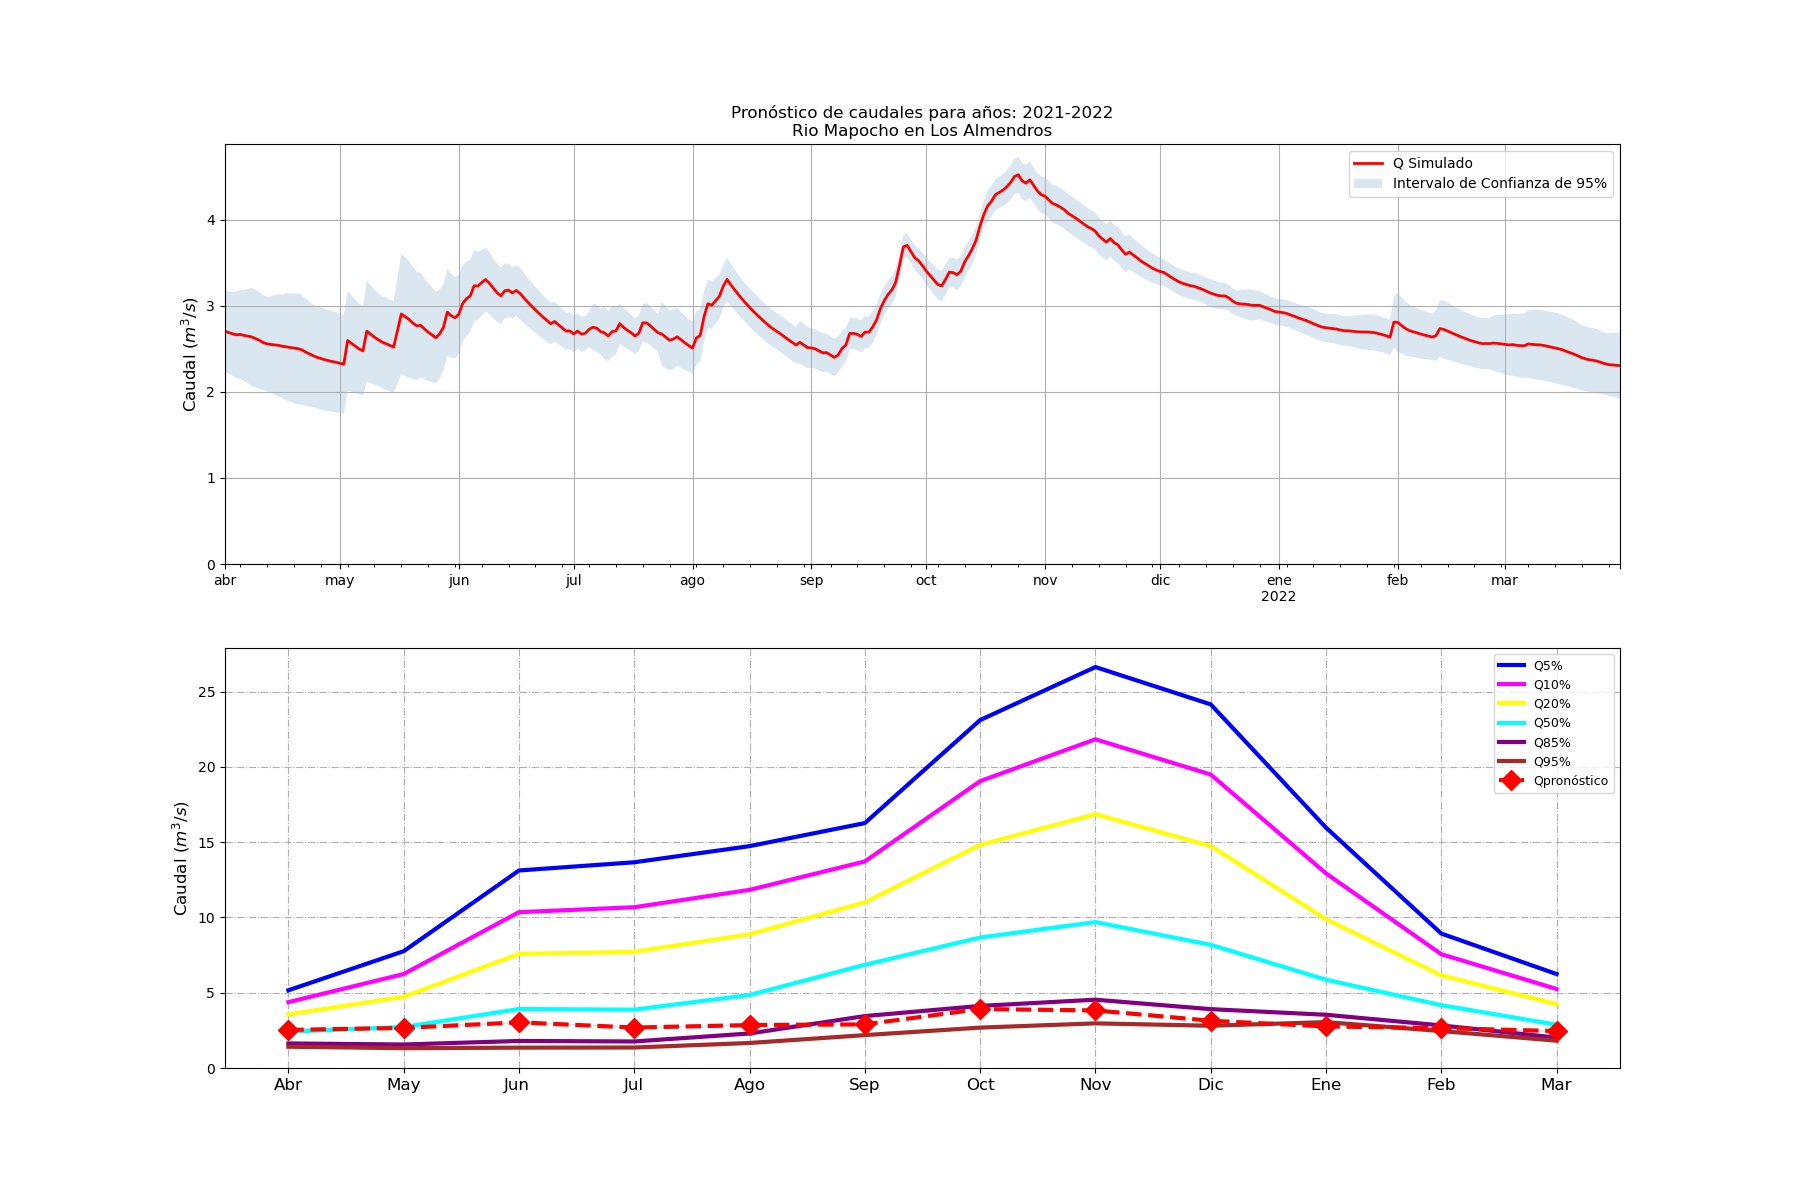 Pronóstico de caudales para años: 2021-2022
Rio Mapocho en Los Almendros
Q Simulado
Intervalo de Confianza de 95%
Caudal (m³/s)
4
3
2
1
0
abr may jun jul ago sep oct nov dic ene feb mar
2022
Q5%
Q10%
Q20%
Q50%
Q85%
Q95%
Qpronóstico
Caudal (m³/s)
25
20
15
10
5
0
Abr May Jun Jul Ago Sep Oct Nov Dic Ene Feb Mar